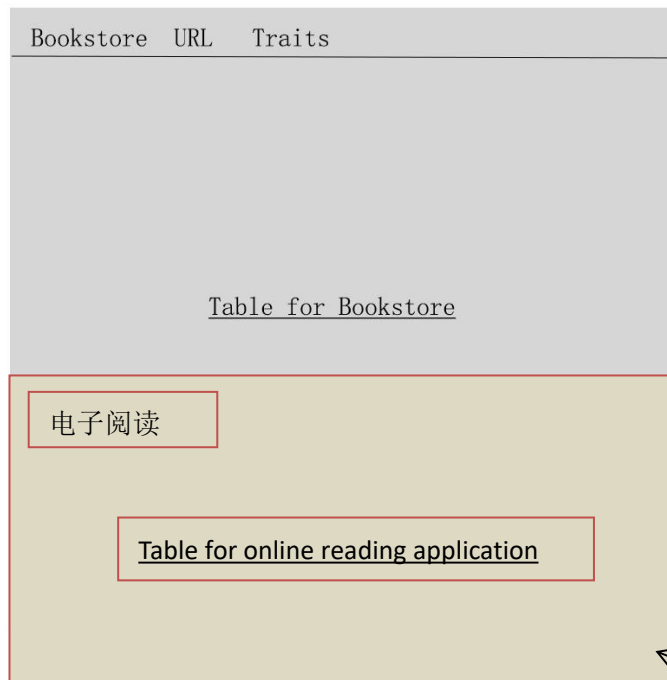 Bookstore URL Traits
Table for Bookstore
电子阅读
Table for online reading application